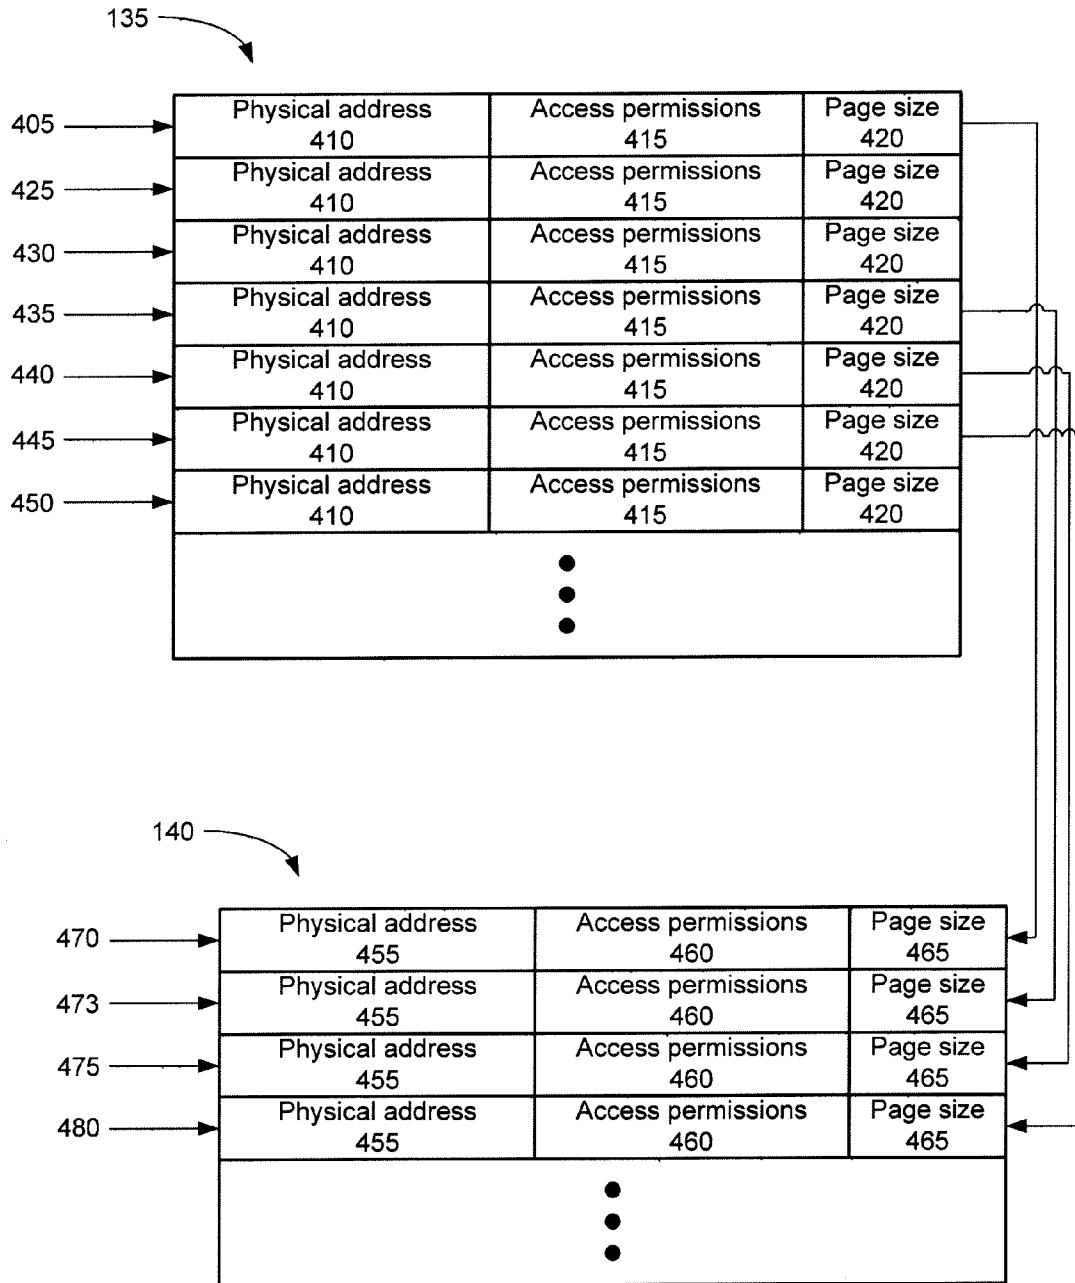 135
Physical address Access permissions Page size
405 410 415 420
Physical address Access permissions Page size
425 410 415 420
Physical address Access permissions Page size
430 410 415 420
Physical address Access permissions Page size
435 410 415 420
Physical address Access permissions Page size
440 410 415 420
Physical address Access permissions Page size
445 410 415 420
Physical address Access permissions Page size
450 410 415 420
140
Physical address Access permissions Page size
470 455 460 465
Physical address Access permissions Page size
473 455 460 465
Physical address Access permissions Page size
475 455 460 465
Physical address Access permissions Page size
480 455 460 465